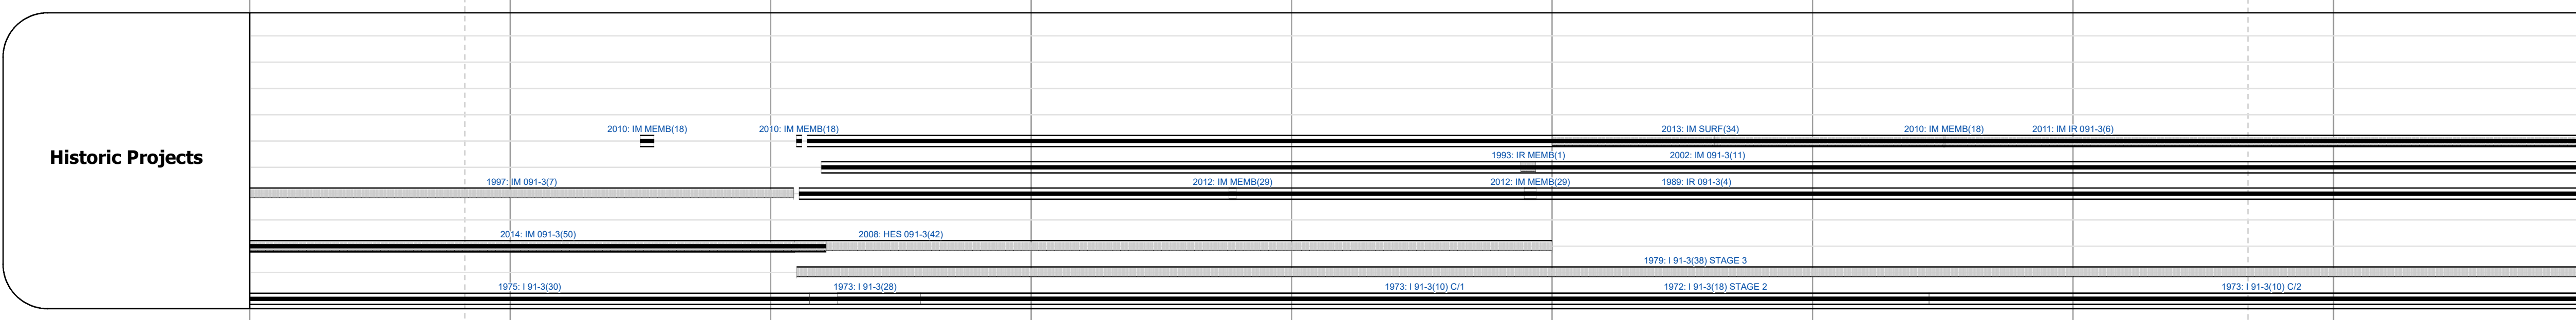 2010: IM MEMB(18) 2010: IM MEMB(18) 2013: IM SURF(34) 2010: IM MEMB(18) 2011: IM IR 091-3(6)
Historic Projects 1993: IR MEMB(1) 2002: IM 091-3(11)
1997: IM 091-3(7) 2012: IM MEMB(29) 2012: IM MEMB(29) 1989: IR 091-3(4)
2014: IM 091-3(50) 2008: HES 091-3(42)
1979: I 91-3(38) STAGE 3
1975: I 91-3(30) 1973: I 91-3(28) 1973: I 91-3(10) C/1 1972: I 91-3(18) STAGE 2 1973: I 91-3(10) C/2